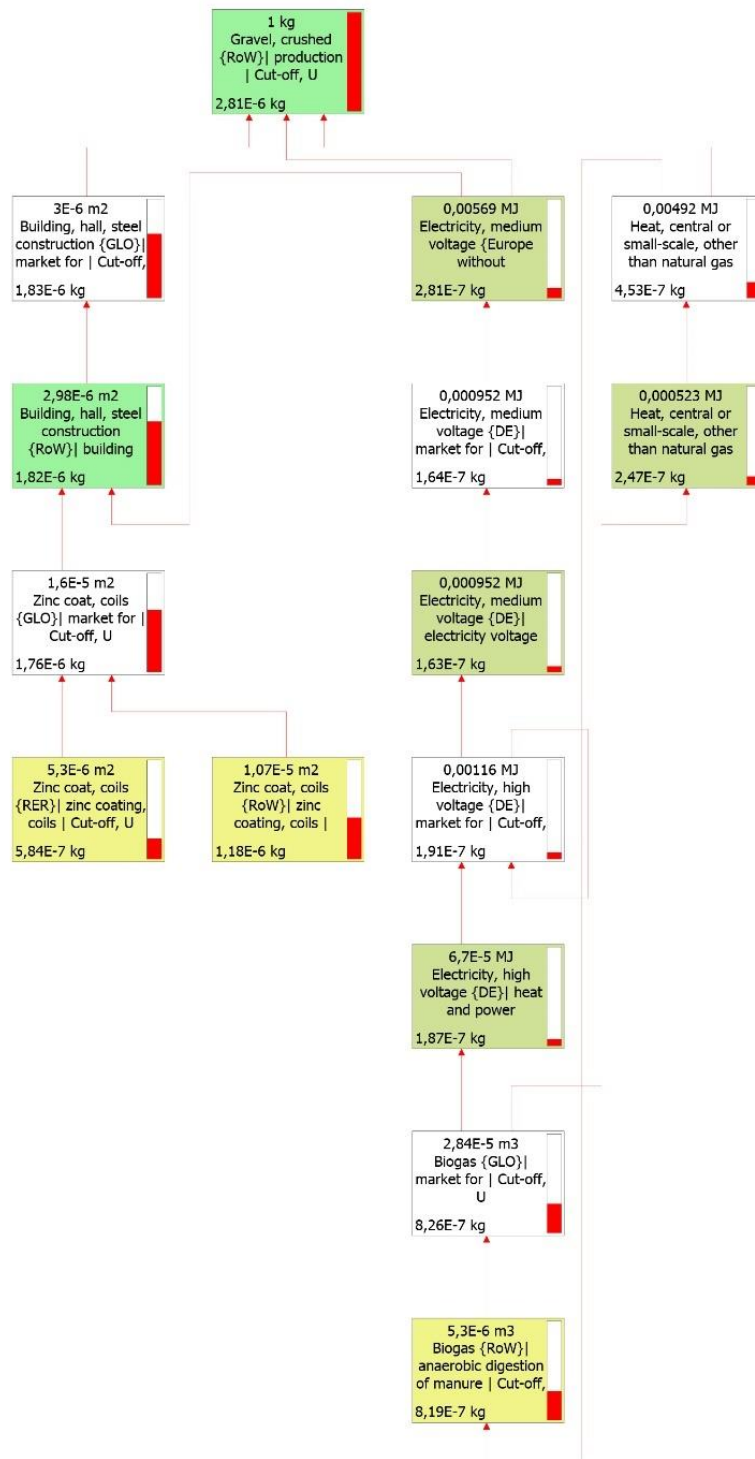 1 kg
Gravel, crushed
{RoW}| production
| Cut-off, U
2,81E-6 kg
3E-6 m2
Building, hall, steel
construction {GLO}|
market for | Cut-off,
1,83E-6 kg
0,00569 MJ
Electricity, medium
voltage {Europe
without
2,81E-7 kg
0,00492 MJ
Heat, central or
small-scale, other
than natural gas
4,53E-7 kg
2,98E-6 m2
Building, hall, steel
construction
{RoW}| building
1,82E-6 kg
0,000952 MJ
Electricity, medium
voltage {DE}|
market for | Cut-off,
1,64E-7 kg
0,000523 MJ
Heat, central or
small-scale, other
than natural gas
2,47E-7 kg
1,6E-5 m2
Zinc coat, coils
{GLO}| market for |
Cut-off, U
1,76E-6 kg
0,000952 MJ
Electricity, medium
voltage {DE}|
electricity voltage
1,63E-7 kg
5,3E-6 m2
Zinc coat, coils
{RER}| zinc coating,
coils | Cut-off, U
5,84E-7 kg
1,07E-5 m2
Zinc coat, coils
{RoW}| zinc
coating, coils |
1,18E-6 kg
0,00116 MJ
Electricity, high
voltage {DE}|
market for | Cut-off,
1,91E-7 kg
6,7E-5 MJ
Electricity, high
voltage {DE}| heat
and power
1,87E-7 kg
2,84E-5 m3
Biogas {GLO}|
market for | Cut-off,
U
8,26E-7 kg
5,3E-6 m3
Biogas {RoW}|
anaerobic digestion
of manure | Cut-off,
8,19E-7 kg